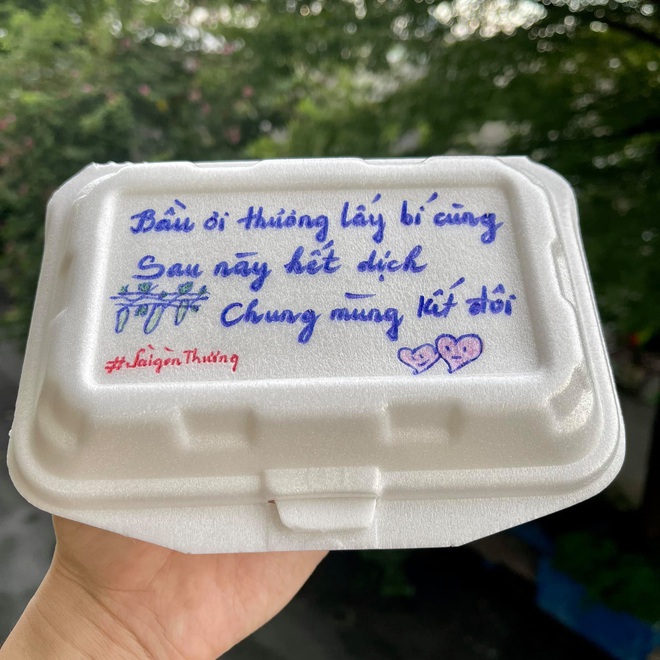 Bầu ơi thương lấy bí cùng
Sau này hết dịch
Chung mùng kết đôi
#SàigònThương